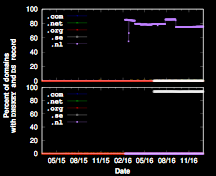 100
80
60
40
20
0
.com
.net
.org
.se
.nl
Percent of domains
with DNSKEY and DS record
100
80
60
40
20
0
.com
.net
.org
.se
.nl
05/15 08/15 11/15 02/16 05/16 08/16 11/16
Date